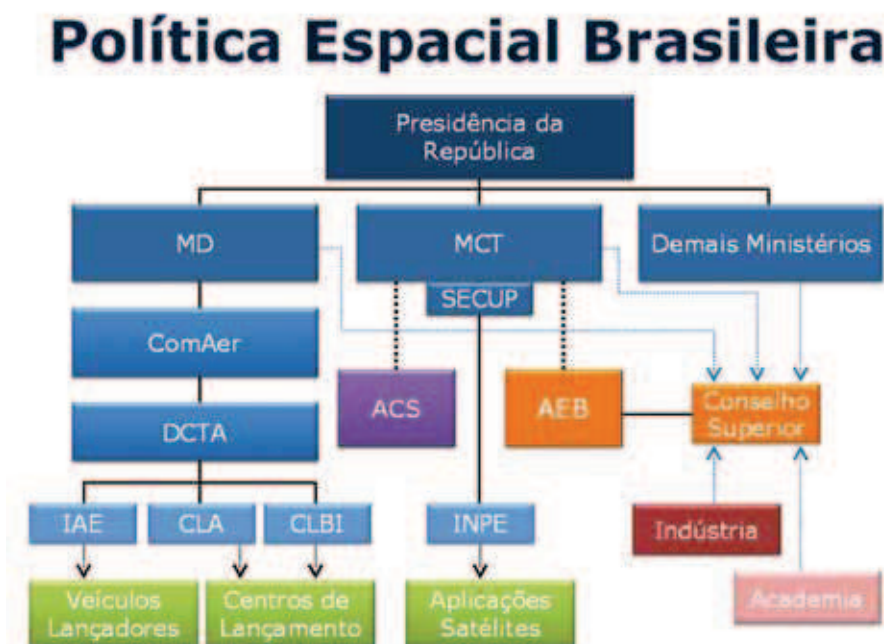 Política Espacial Brasileira
Presidência da
República
MD
MCT
Demais Ministérios
SECUP
ComAer
ACS
AEB
Conselho
Superior
DCTA
IAE
CLA
CLBI
INPE
Indústria
Veículos
Lançadores
Centros de
Lançamento
Aplicações
Satélites
Academia